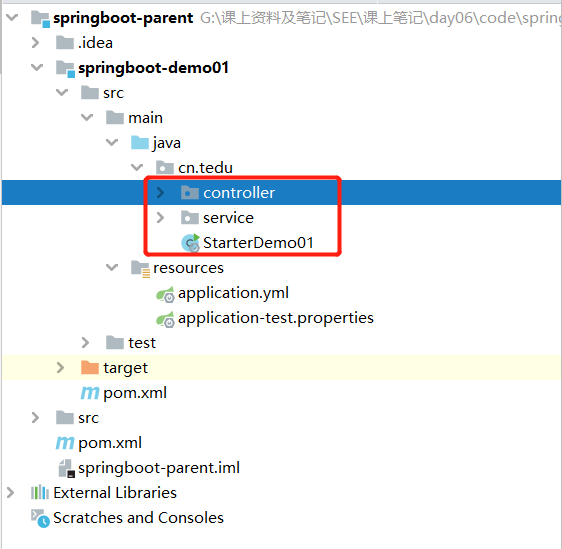 springboot-parent G:\课上资料及笔记\SEE\课上笔记\day06\code\spring
.idea
springboot-demo01
src
main
java
cn.tedu
controller
service
StarterDemo01
resources
application.yml
application-test.properties
test
target
pom.xml
src
pom.xml
springboot-parent.iml
External Libraries
Scratches and Consoles